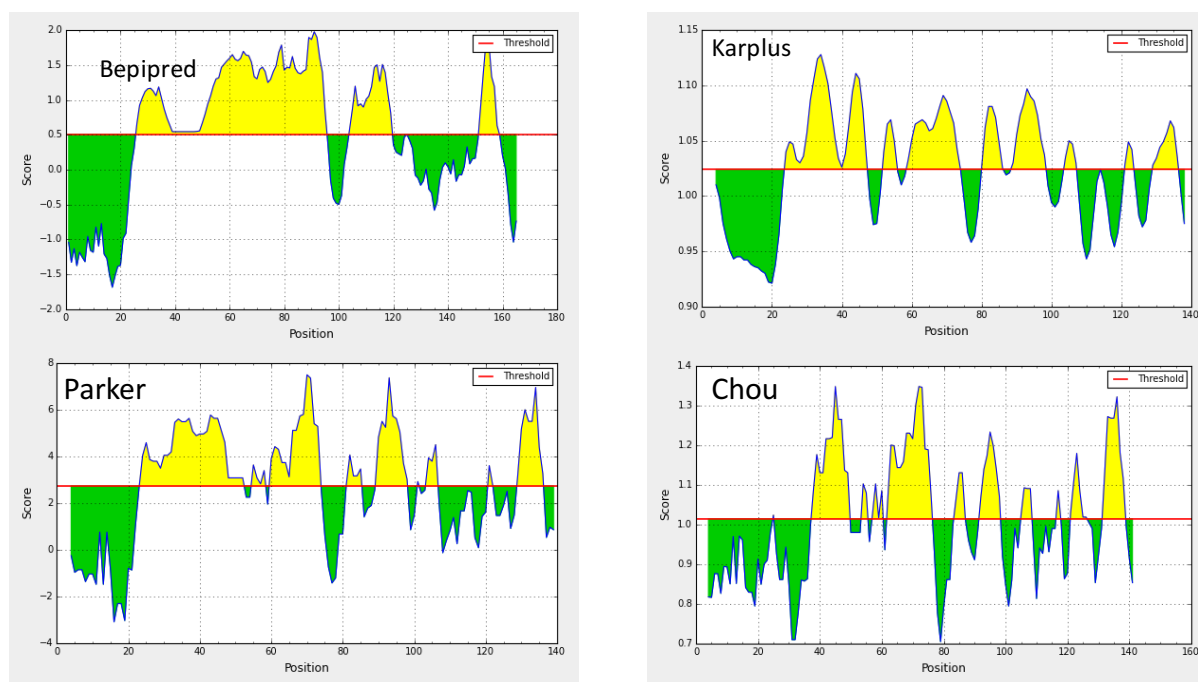 Bepipred
Threshold
2.0
1.5
1.0
0.5
0.0
−0.5
−1.0
−1.5
−2.0
Score
0 20 40 60 80 100 120 140 160 180
Position
Karplus
Threshold
1.15
1.10
1.05
1.00
0.95
0.90
Score
0 20 40 60 80 100 120 140
Position
Parker
Threshold
8
6
4
2
0
−2
−4
Score
0 20 40 60 80 100 120 140
Position
Chou
Threshold
1.4
1.3
1.2
1.1
1.0
0.9
0.8
0.7
Score
0 20 40 60 80 100 120 140 160
Position